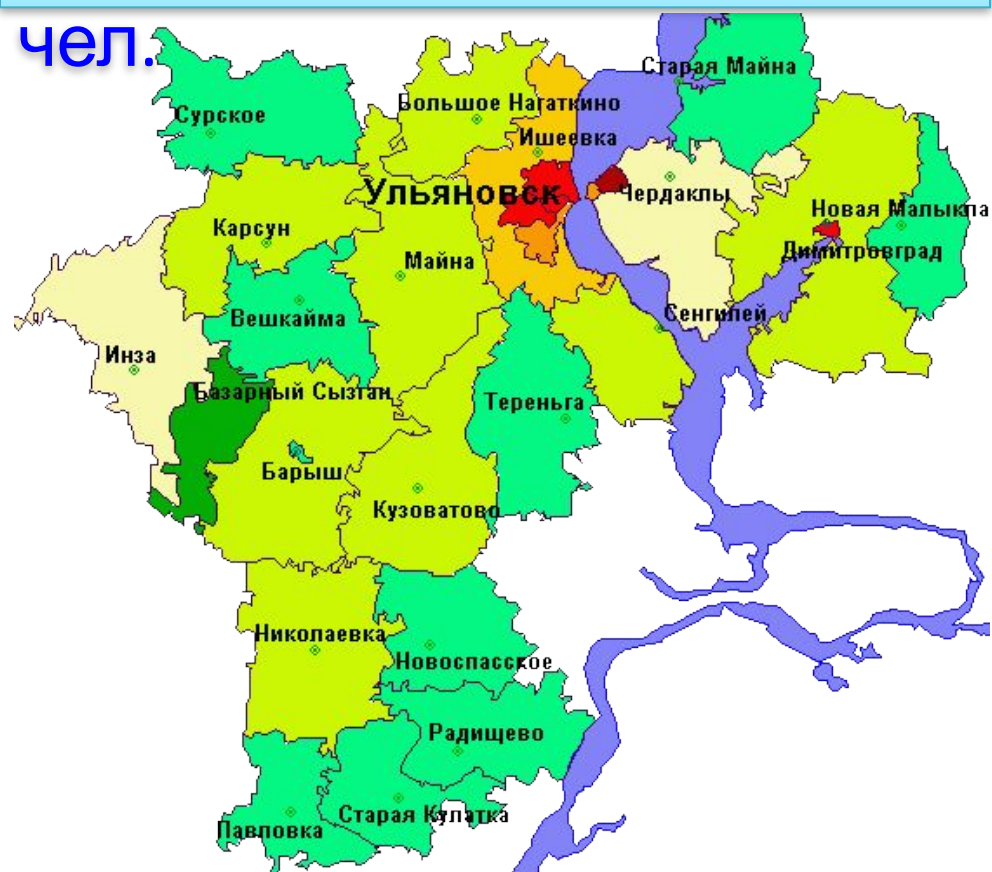 чел.
Старая Майна
Большое Нагаткино
Сурское
Ишеевка
Ульяновск
Чердаклы
Новая Малыкла
Карсун
Димитровград
Майна
Сенгилей
Вешкайма
Инза
Базарный Сызган
Тереньга
Барыш
Кузоватово
Николаевка
Новоспасское
Радищево
Старая Кулатка
Павловка